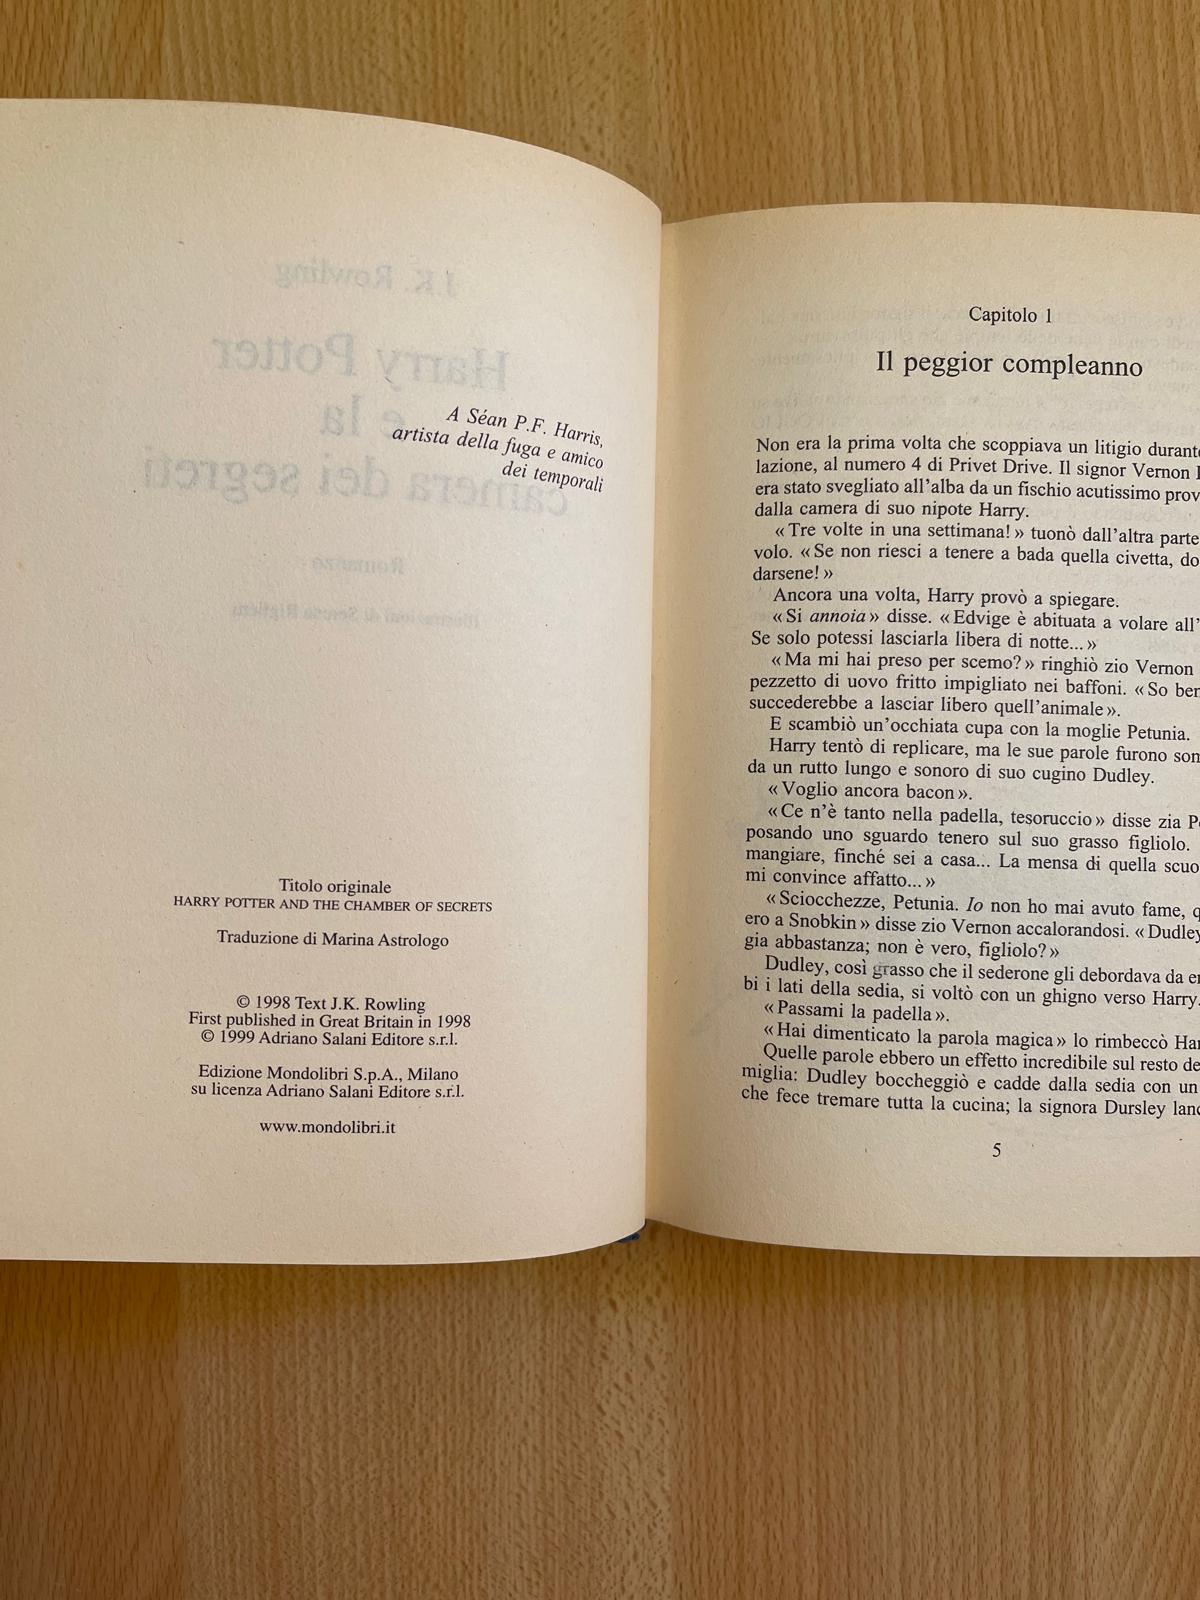 A Séan P.F. Harris,
artista della fuga e amico
dei temporali
Titolo originale
HARRY POTTER AND THE CHAMBER OF SECRETS
Traduzione di Marina Astrologo
© 1998 Text J.K. Rowling
First published in Great Britain in 1998
© 1999 Adriano Salani Editore s.r.l.
Edizione Mondolibri S.p.A., Milano
su licenza Adriano Salani Editore s.r.l.
www.mondolibri.it
J.K. Rowling
Harry Potter
e la
camera dei segreti
Romanzo
Capitolo 1
Il peggior compleanno
Non era la prima volta che scoppiava un litigio durant
lazione, al numero 4 di Privet Drive. Il signor Vernon
era stato svegliato all'alba da un fischio acutissimo prov
dalla camera di suo nipote Harry.
«Tre volte in una settimana!» tuonò dall'altra parte
volo. «Se non riesci a tenere a bada quella civetta, do
darsene!»
Ancora una volta, Harry provò a spiegare.
«Si annoia» disse. «Edvige è abituata a volare all'
Se solo potessi lasciarla libera di notte...»
«Ma mi hai preso per scemo?» ringhiò zio Vernon
pezzetto di uovo fritto impigliato nei baffoni. «So ben
succederebbe a lasciar libero quell'animale».
E scambiò un'occhiata cupa con la moglie Petunia.
Harry tentò di replicare, ma le sue parole furono som
da un rutto lungo e sonoro di suo cugino Dudley.
«Voglio ancora bacon».
«Ce n'è tanto nella padella, tesoruccio» disse zia P
posando uno sguardo tenero sul suo grasso figliolo.
mangiare, finché sei a casa... La mensa di quella scuo
mi convince affatto...»
«Sciocchezze, Petunia. Io non ho mai avuto fame, q
ero a Snobkin» disse zio Vernon accalorandosi. «Dudley
gia abbastanza; non è vero, figliolo?»
Dudley, così grasso che il sederone gli debordava da e
bi i lati della sedia, si voltò con un ghigno verso Harry.
«Passami la padella».
«Hai dimenticato la parola magica» lo rimbeccò Ha
Quelle parole ebbero un effetto incredibile sul resto de
miglia: Dudley boccheggiò e cadde dalla sedia con un
che fece tremare tutta la cucina; la signora Dursley lanc
5